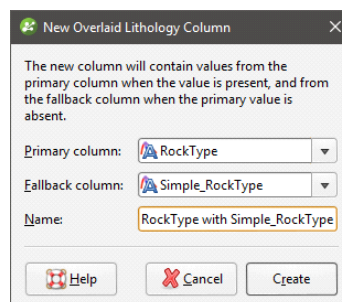 New Overlaid Lithology Column
The new column will contain values from the
primary column when the value is present, and from
the fallback column when the primary value is
absent.
Primary column: RockType
Fallback column: Simple_RockType
Name: RockType with Simple_RockType
Help Cancel Create